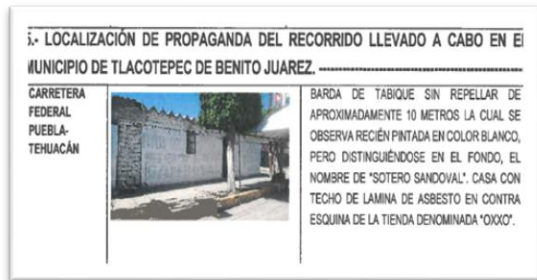 5.- LOCALIZACIÓN DE PROPAGANDA DEL RECORRIDO LLEVADO A CABO EN EL
MUNICIPIO DE TLACOTEPEC DE BENITO JUAREZ.
CARRETERA
FEDERAL
PUEBLA-
TEHUACÁN
BARDA DE TABIQUE SIN REPELLAR DE
APROXIMADAMENTE 10 METROS LA CUAL SE
OBSERVA RECIÉN PINTADA EN COLOR BLANCO,
PERO DISTINGUIÉNDOSE EN EL FONDO, EL
NOMBRE DE "SOTERO SANDOVAL". CASA CON
TECHO DE LAMINA DE ASBESTO EN CONTRA
ESQUINA DE LA TIENDA DENOMINADA "OXXO".